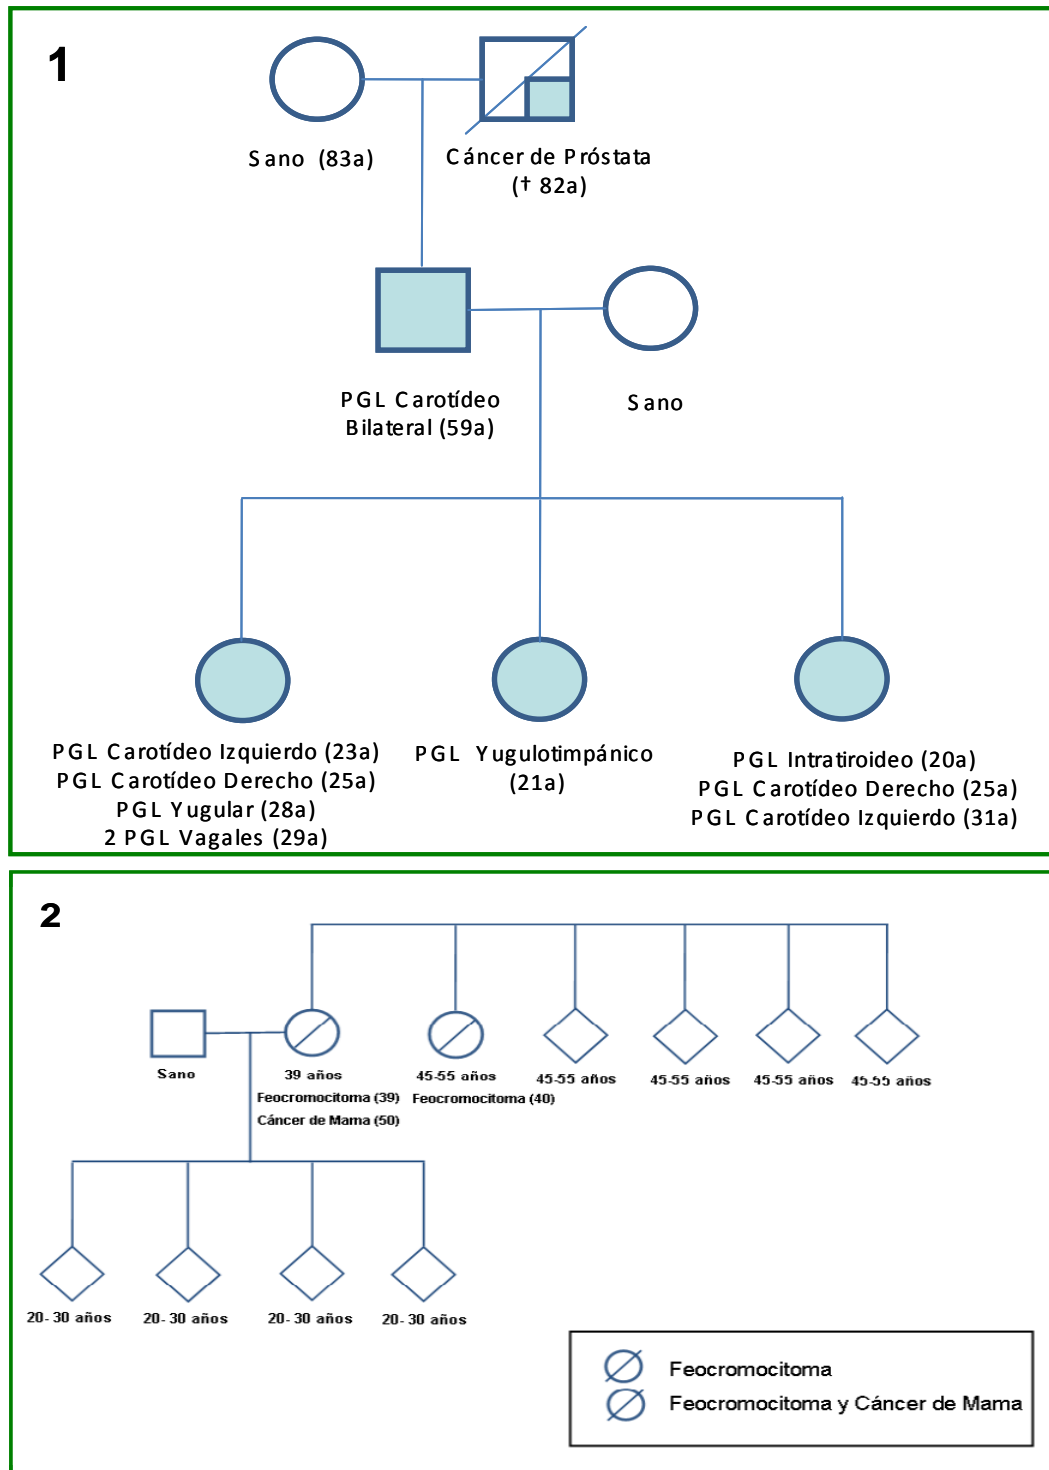 1
Sano (83a)
Cáncer de Próstata
(† 82a)
PGL Carotídeo
Bilateral (59a)
Sano
PGL Carotídeo Izquierdo (23a)
PGL Carotídeo Derecho (25a)
PGL Yugular (28a)
2 PGL Vagales (29a)
PGL Yugulotimpánico
(21a)
PGL Intratiroideo (20a)
PGL Carotídeo Derecho (25a)
PGL Carotídeo Izquierdo (31a)
2
Sano
39 años
Feocromocitoma (39)
Cáncer de Mama (50)
45-55 años
Feocromocitoma (40)
45-55 años
45-55 años
45-55 años
45-55 años
20- 30 años
20- 30 años
20- 30 años
20- 30 años
Feocromocitoma
Feocromocitoma y Cáncer de Mama